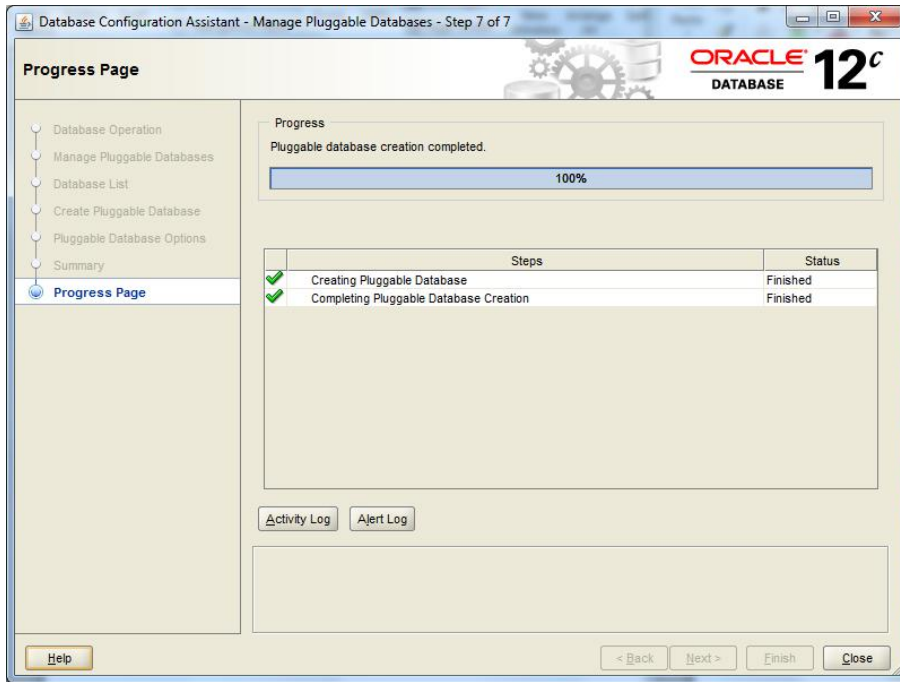 Database Configuration Assistant - Manage Pluggable Databases - Step 7 of 7
Progress Page
ORACLE®
DATABASE
12c
Database Operation
Manage Pluggable Databases
Database List
Create Pluggable Database
Pluggable Database Options
Summary
Progress Page
Progress
Pluggable database creation completed.
100%
Steps Status
Creating Pluggable Database Finished
Completing Pluggable Database Creation Finished
Activity Log Alert Log
Help < Back Next > Finish Close